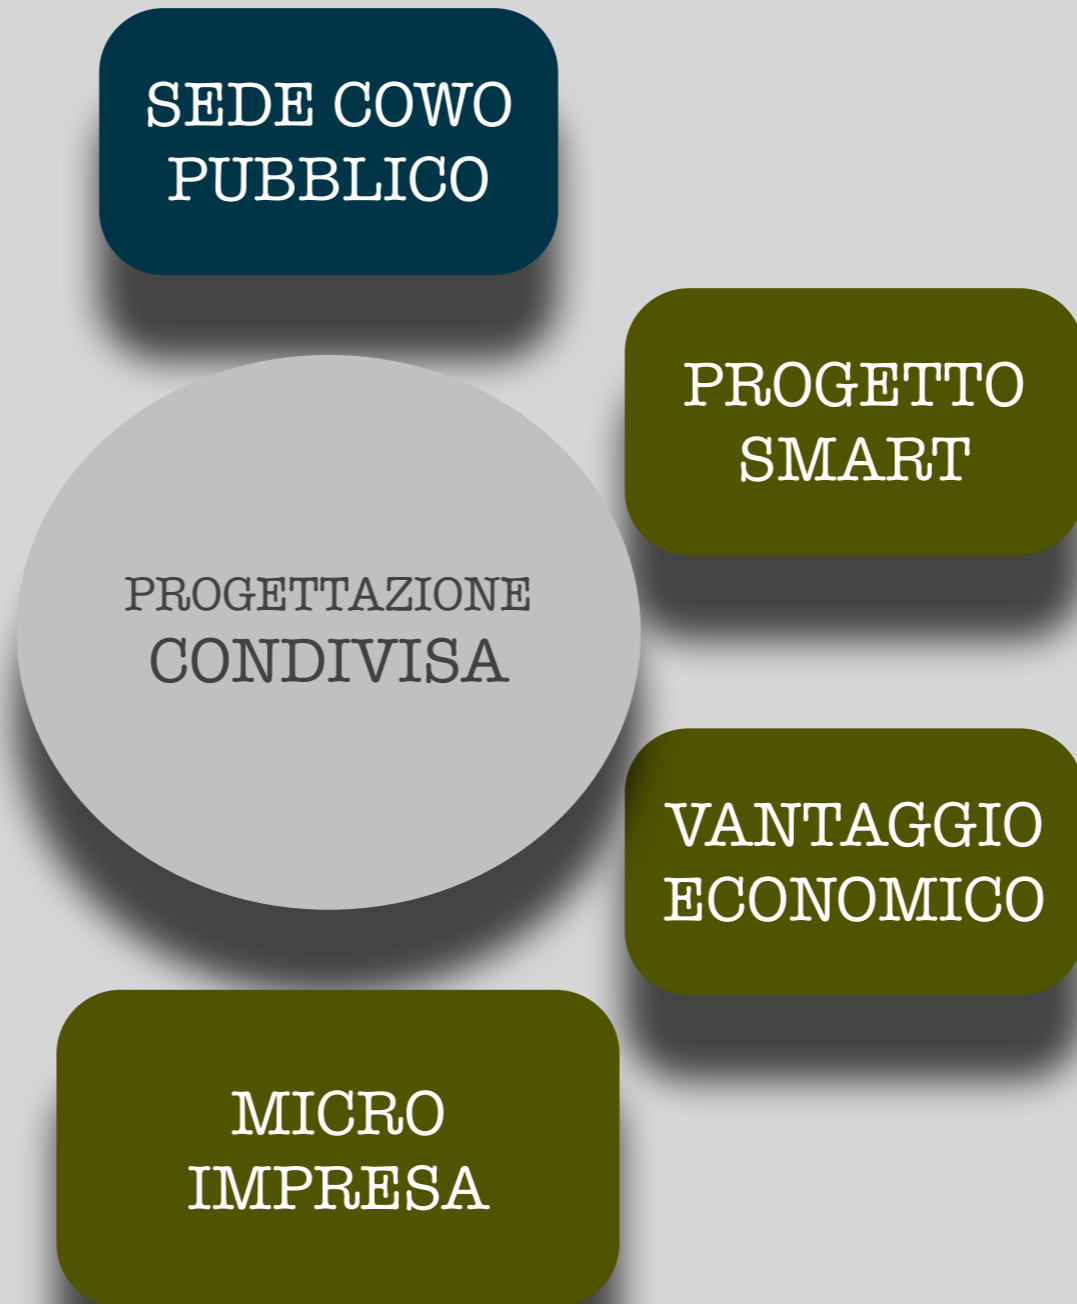 SEDE COWO
PUBBLICO
PROGETTO
SMART
PROGETTAZIONE
CONDIVISA
VANTAGGIO
ECONOMICO
MICRO
IMPRESA